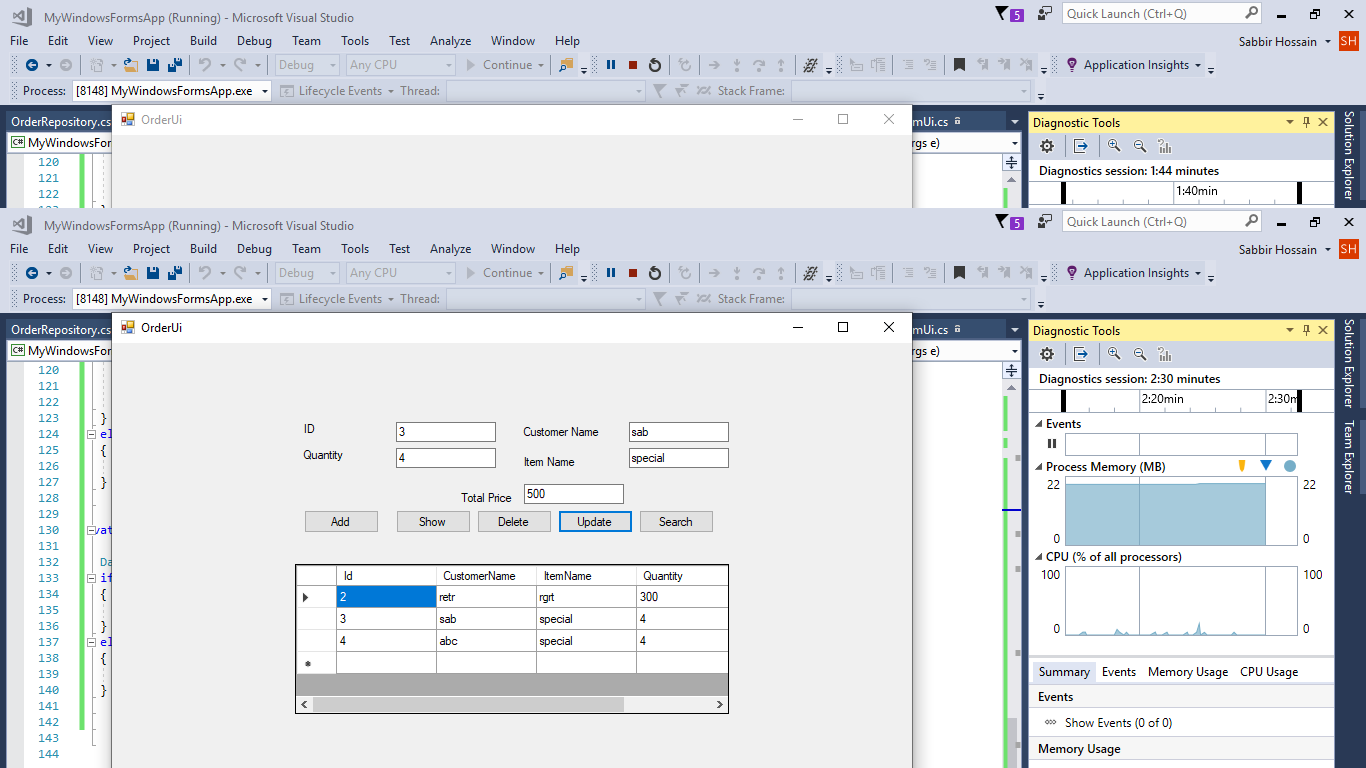 MyWindowsFormsApp (Running) - Microsoft Visual Studio
5
Quick Launch (Ctrl+Q)
File Edit View Project Build Debug Team Tools Test Analyze Window Help
Sabbir Hossain SH
Debug Any CPU Continue Application Insights
Process: [8148] MyWindowsFormsApp.exe Lifecycle Events Thread: Stack Frame:
OrderRepository.cs OrderUi mUi.cs Diagnostic Tools
C# MyWindowsForm rgs e)
Solution Explorer
120
121
122
123 }
Diagnostics session: 1:44 minutes
1:40min
MyWindowsFormsApp (Running) - Microsoft Visual Studio
5
Quick Launch (Ctrl+Q)
File Edit View Project Build Debug Team Tools Test Analyze Window Help
Sabbir Hossain SH
Debug Any CPU Continue Application Insights
Process: [8148] MyWindowsFormsApp.exe Lifecycle Events Thread: Stack Frame:
OrderRepository.cs OrderUi mUi.cs Diagnostic Tools
C# MyWindowsForm rgs e)
Solution Explorer
Team Explorer
120
121
122
123 }
124 el
125 {
126
127 }
128
129
130 vat
131
132 Da
133 if
134 {
135
136 }
137 el
138 {
139
140 }
141
142
143
144
ID 3 Customer Name sab
Quantity 4 Item Name special
Total Price 500
Add Show Delete Update Search
Id CustomerName ItemName Quantity
2 retr rgrt 300
3 sab special 4
4 abc special 4
Diagnostics session: 2:30 minutes
2:20min 2:30m
Events
Process Memory (MB)
22 22
0 0
CPU (% of all processors)
100 100
0 0
Summary Events Memory Usage CPU Usage
Events
Show Events (0 of 0)
Memory Usage